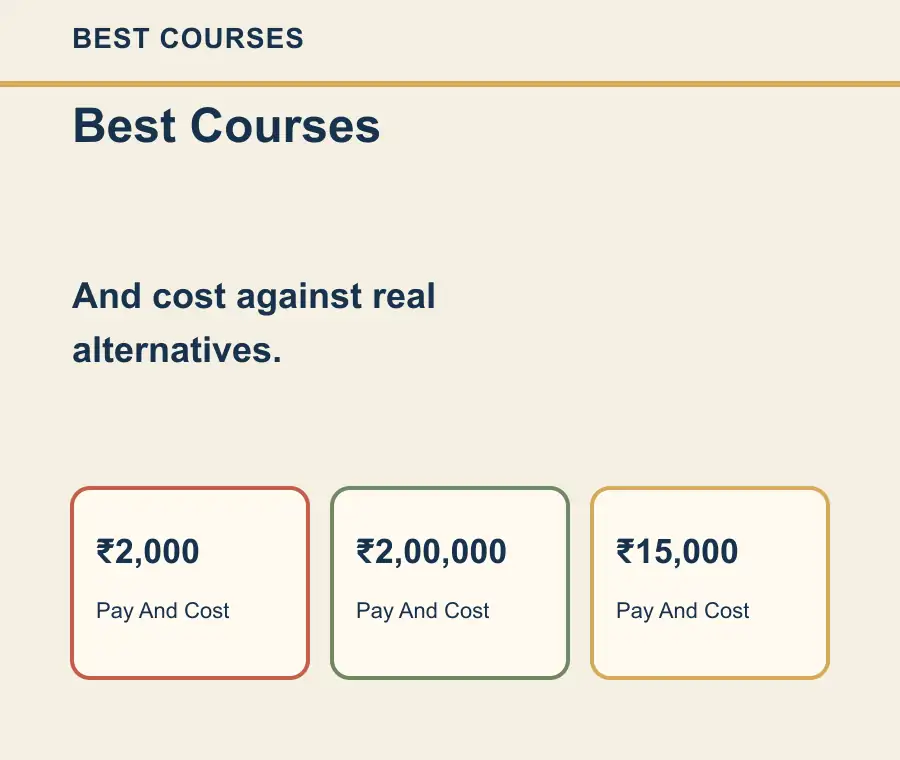 BEST COURSES
Best Courses
And cost against real
alternatives.
₹2,000
Pay And Cost
₹2,00,000
Pay And Cost
₹15,000
Pay And Cost